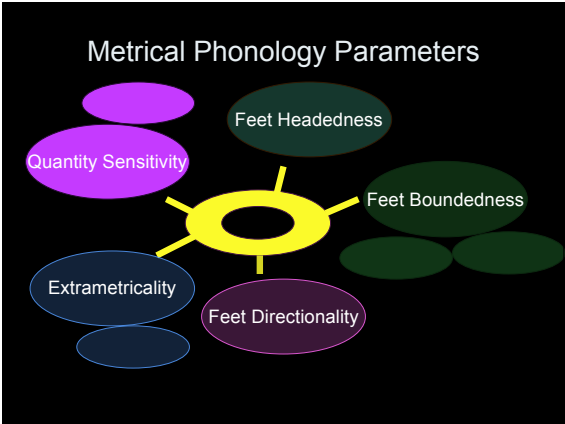 Metrical Phonology Parameters
Feet Headedness
Quantity Sensitivity
Feet Boundedness
Extrametricality
Feet Directionality